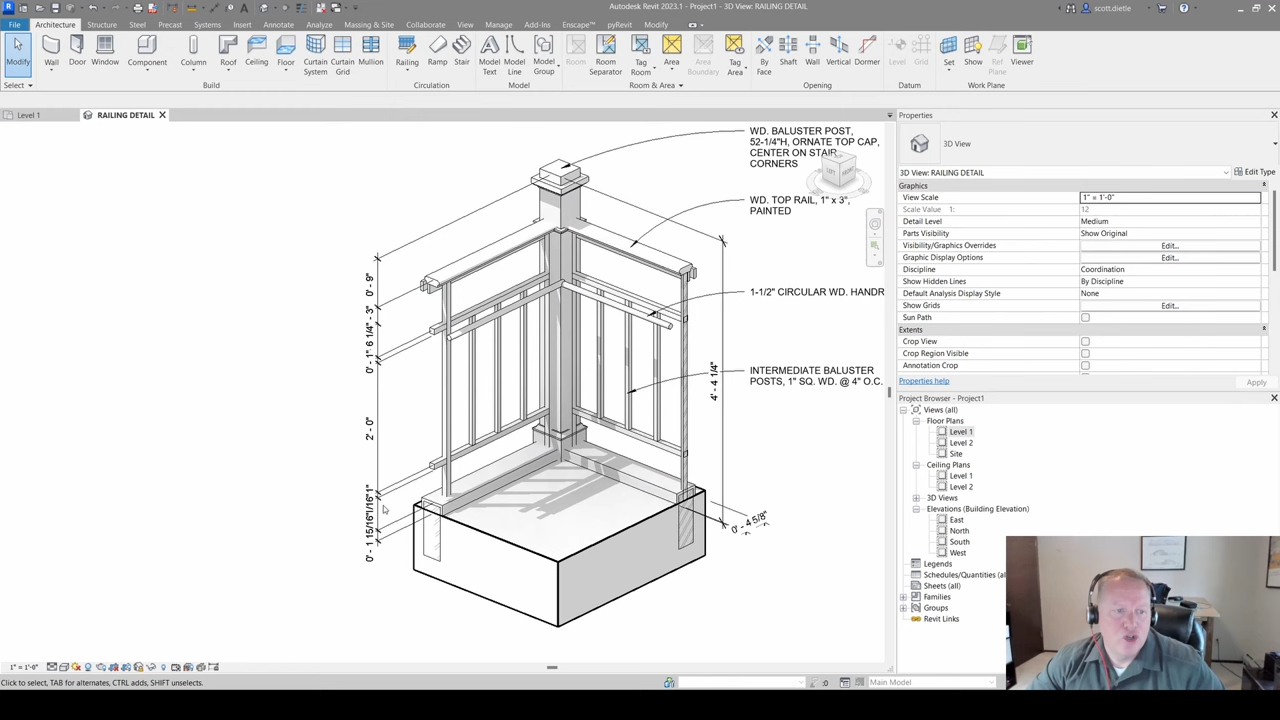 Autodesk Revit 2023.1 - Project1 - 3D View: RAILING DETAIL
scott.dietle
File Architecture Structure Steel Precast Systems Insert Annotate Analyze Massing & Site Collaborate View Manage Add-Ins Enscape™ pyRevit Modify
Modify Wall Door Window Component Column Roof Ceiling Floor Curtain System Curtain Grid Mullion Railing Ramp Stair Model Text Model Line Model Group Room Room Separator Tag Room Area Area Boundary Tag Area By Face Shaft Wall Vertical Dormer Level Grid Set Show Ref Plane Viewer
Select Build Circulation Model Room & Area Opening Datum Work Plane
Level 1
RAILING DETAIL
WD. BALUSTER POST,
52-1/4"H, ORNATE TOP CAP,
CENTER ON STAIR
CORNERS
WD. TOP RAIL, 1" x 3",
PAINTED
1-1/2" CIRCULAR WD. HANDR
INTERMEDIATE BALUSTER
POSTS, 1" SQ. WD. @ 4" O.C.
LEFT
FRONT
0' - 9"
2' - 0"
4' - 4 1/4"
0' - 4 5/8"
Properties
3D View
3D View: RAILING DETAIL
Edit Type
Graphics
View Scale 1" = 1'-0"
Scale Value 1: 12
Detail Level Medium
Parts Visibility Show Original
Visibility/Graphics Overrides Edit...
Graphic Display Options Edit...
Discipline Coordination
Show Hidden Lines By Discipline
Default Analysis Display Style None
Show Grids Edit...
Sun Path
Extents
Crop View
Crop Region Visible
Annotation Crop
Properties help
Apply
Project Browser - Project1
Views (all)
Floor Plans
Level 1
Level 2
Site
Ceiling Plans
Level 1
Level 2
3D Views
Elevations (Building Elevation)
East
North
South
West
Legends
Schedules/Quantities (al
Sheets (all)
Families
Groups
Revit Links
1" = 1'-0"
Click to select, TAB for alternates, CTRL adds, SHIFT unselects.
:0
Main Model